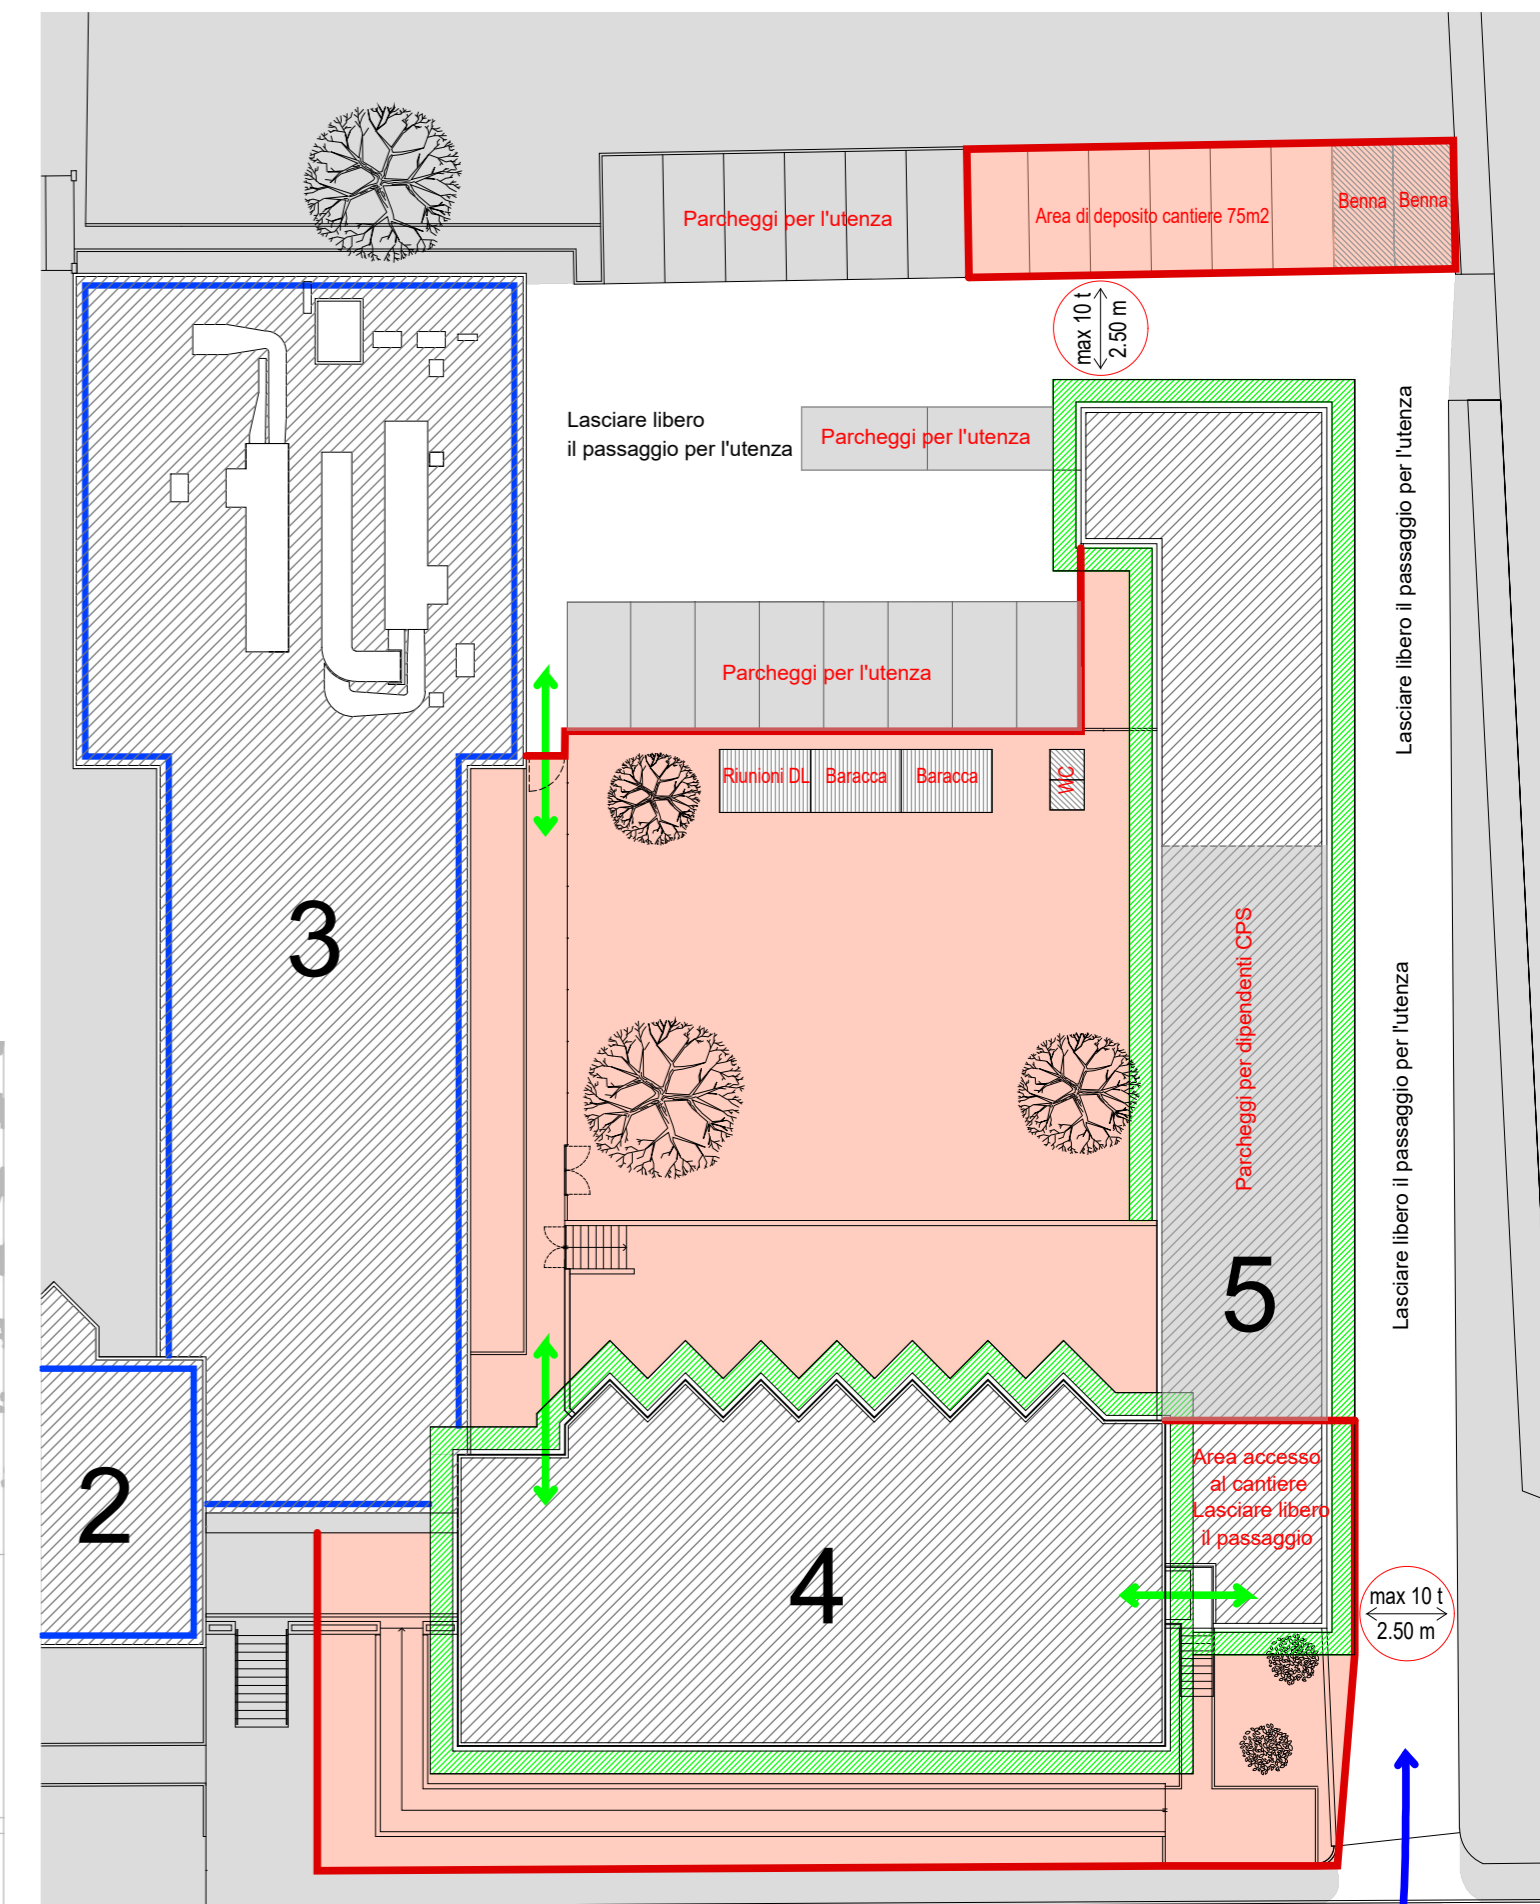 Parcheggi per l'utenza
Area di deposito cantiere 75m2
Benna
Benna
max 10 t
2.50 m
Lasciare libero
il passaggio per l'utenza
Parcheggi per l'utenza
Lasciare libero il passaggio per l'utenza
Parcheggi per l'utenza
Riunioni DL
Baracca
Baracca
WC
3
Parcheggi per dipendenti CPS
Lasciare libero il passaggio per l'utenza
5
2
4
Area accesso
al cantiere
Lasciare libero
il passaggio
max 10 t
2.50 m